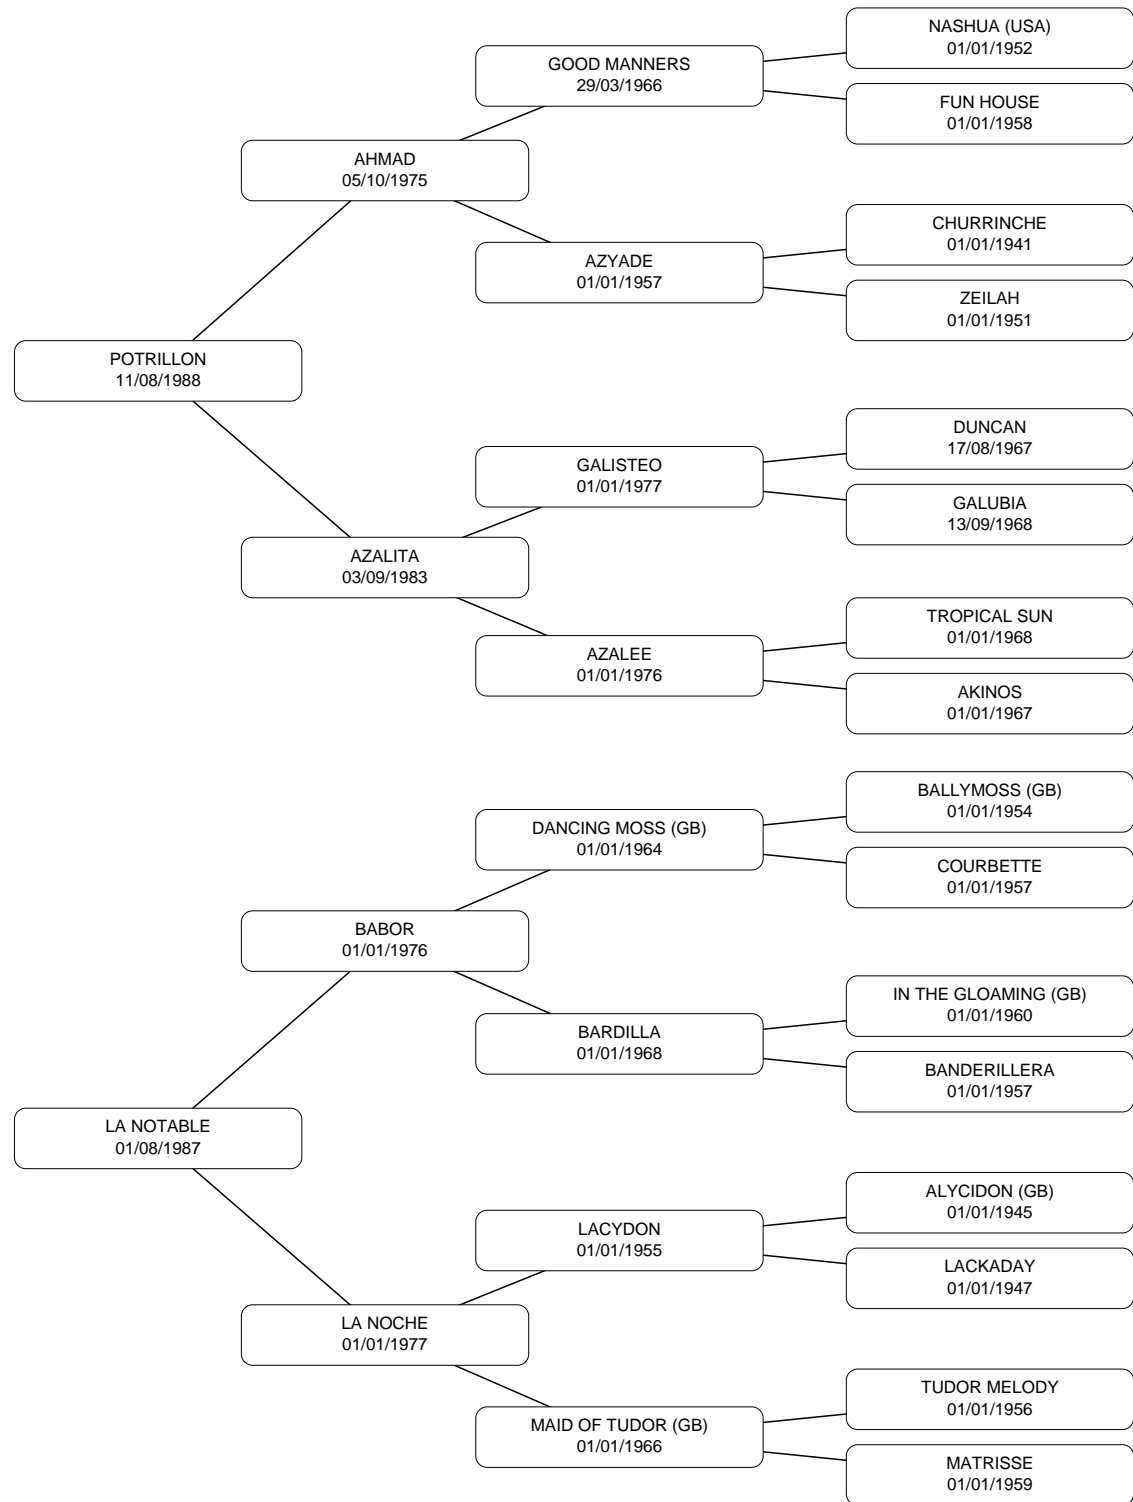 NASHUA (USA)
01/01/1952
GOOD MANNERS
29/03/1966
FUN HOUSE
01/01/1958
AHMAD
05/10/1975
CHURRINCHE
01/01/1941
AZYADE
01/01/1957
ZEILAH
01/01/1951
POTRILLON
11/08/1988
DUNCAN
17/08/1967
GALISTEO
01/01/1977
GALUBIA
13/09/1968
AZALITA
03/09/1983
TROPICAL SUN
01/01/1968
AZALEE
01/01/1976
AKINOS
01/01/1967
BALLYMOSS (GB)
01/01/1954
DANCING MOSS (GB)
01/01/1964
COURBETTE
01/01/1957
BABOR
01/01/1976
IN THE GLOAMING (GB)
01/01/1960
BARDILLA
01/01/1968
BANDERILLERA
01/01/1957
LA NOTABLE
01/08/1987
ALYCIDON (GB)
01/01/1945
LACYDON
01/01/1955
LACKADAY
01/01/1947
LA NOCHE
01/01/1977
TUDOR MELODY
01/01/1956
MAID OF TUDOR (GB)
01/01/1966
MATRISSE
01/01/1959